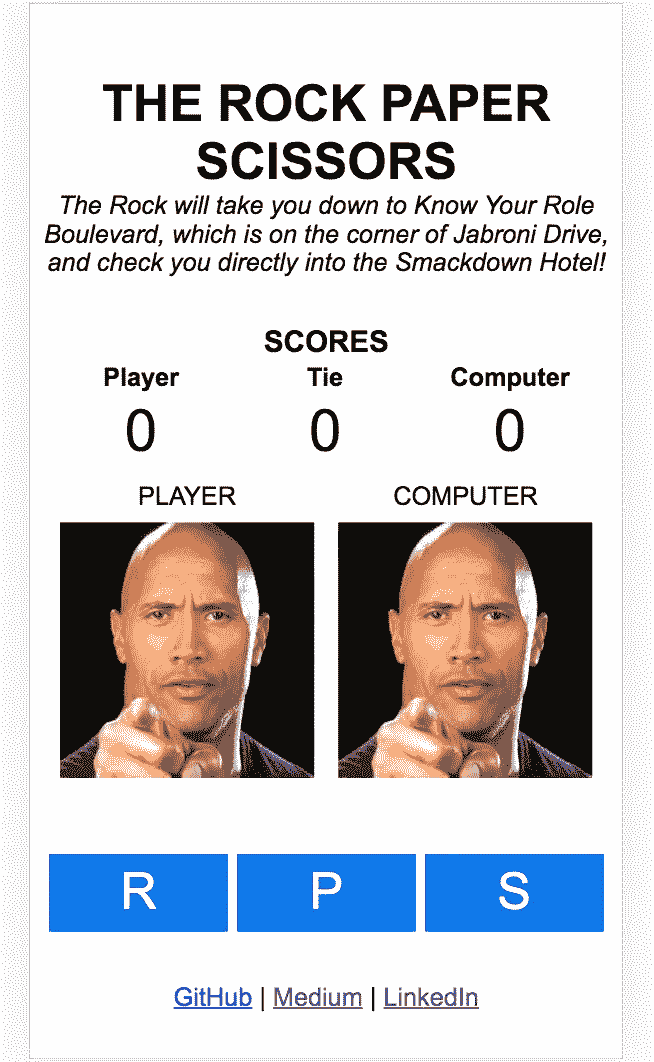 THE ROCK PAPER
SCISSORS
The Rock will take you down to Know Your Role
Boulevard, which is on the corner of Jabroni Drive,
and check you directly into the Smackdown Hotel!
SCORES
Player Tie Computer
0 0 0
PLAYER COMPUTER
R P S
GitHub | Medium | LinkedIn